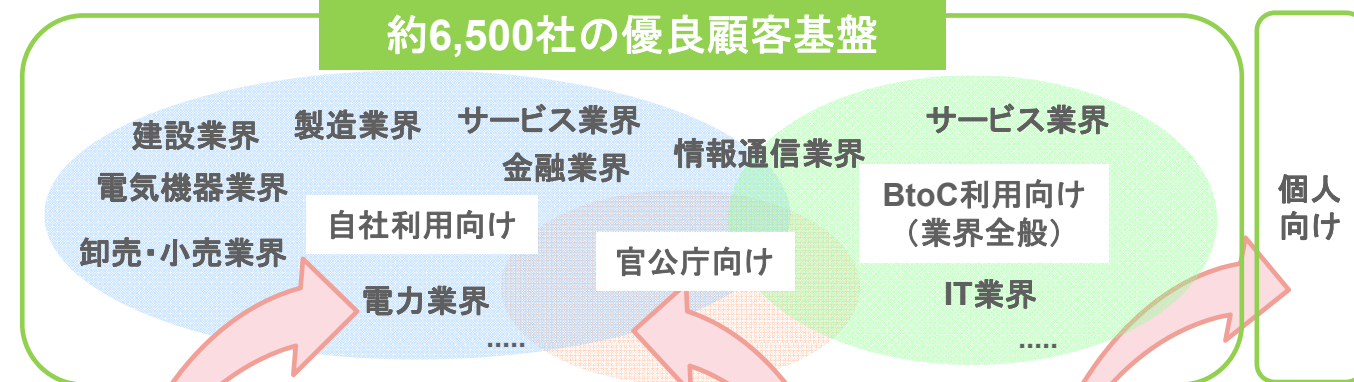 約6,500社の優良顧客基盤
建設業界
製造業界
サービス業界
金融業界
情報通信業界
電気機器業界
自社利用向け
卸売・小売業界
官公庁向け
電力業界
.....
サービス業界
BtoC利用向け
（業界全般）
IT業界
.....
個人
向け